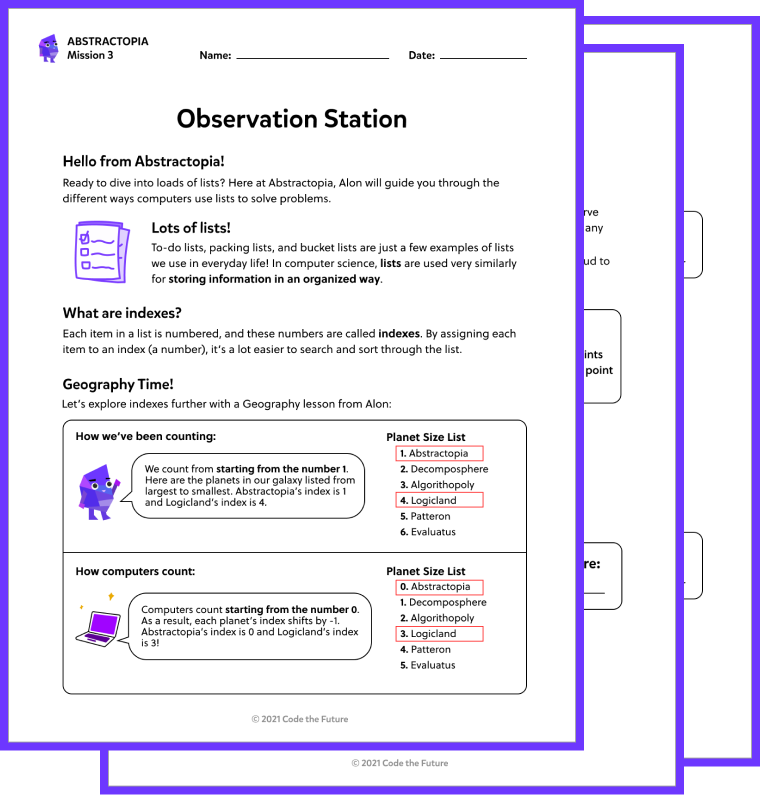 ABSTRACTOPIA
Mission 3
Name:
Date:
Observation Station
Hello from Abstractopia!
Ready to dive into loads of lists? Here at Abstractopia, Alon will guide you through the
different ways computers use lists to solve problems.
Lots of lists!
To-do lists, packing lists, and bucket lists are just a few examples of lists
we use in everyday life! In computer science, lists are used very similarly
for storing information in an organized way.
What are indexes?
Each item in a list is numbered, and these numbers are called indexes. By assigning each
item to an index (a number), it's a lot easier to search and sort through the list.
Geography Time!
Let's explore indexes further with a Geography lesson from Alon:
How we've been counting:
We count from starting from the number 1.
Here are the planets in our galaxy listed from
largest to smallest. Abstractopia's index is 1
and Logicland's index is 4.
Planet Size List
1. Abstractopia
2. Decomposphere
3. Algorithopoly
4. Logicland
5. Patteron
6. Evaluatus
How computers count:
Computers count starting from the number 0.
As a result, each planet's index shifts by -1.
Abstractopia's index is 0 and Logicland's index
is 3!
Planet Size List
0. Abstractopia
1. Decomposphere
2. Algorithopoly
3. Logicland
4. Patteron
5. Evaluatus
© 2021 Code the Future
rve
any
ud to
ints
point
re:
© 2021 Code the Future